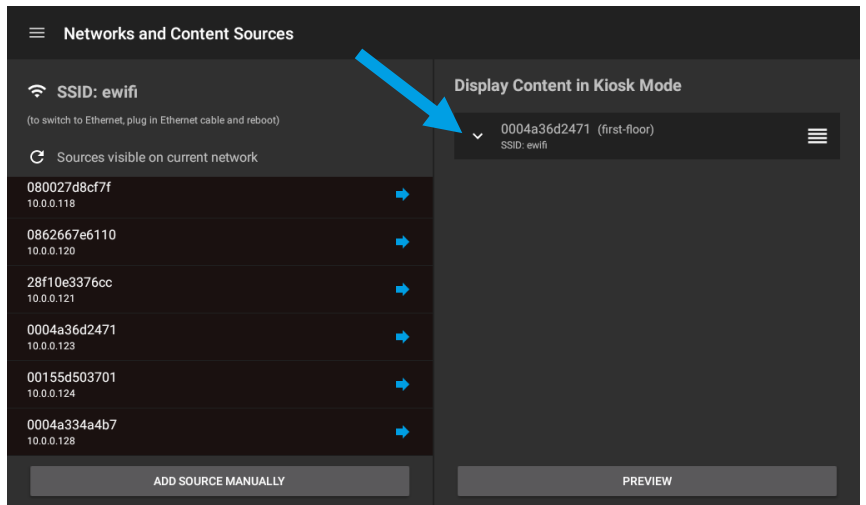 Networks and Content Sources
SSID: ewifi
(to switch to Ethernet, plug in Ethernet cable and reboot)
Sources visible on current network
080027d8cf7f
10.0.0.118
0862667e6110
10.0.0.120
28f10e3376cc
10.0.0.121
0004a36d2471
10.0.0.123
00155d503701
10.0.0.124
0004a334a4b7
10.0.0.128
ADD SOURCE MANUALLY
Display Content in Kiosk Mode
0004a36d2471 (first-floor)
SSID: ewifi
PREVIEW